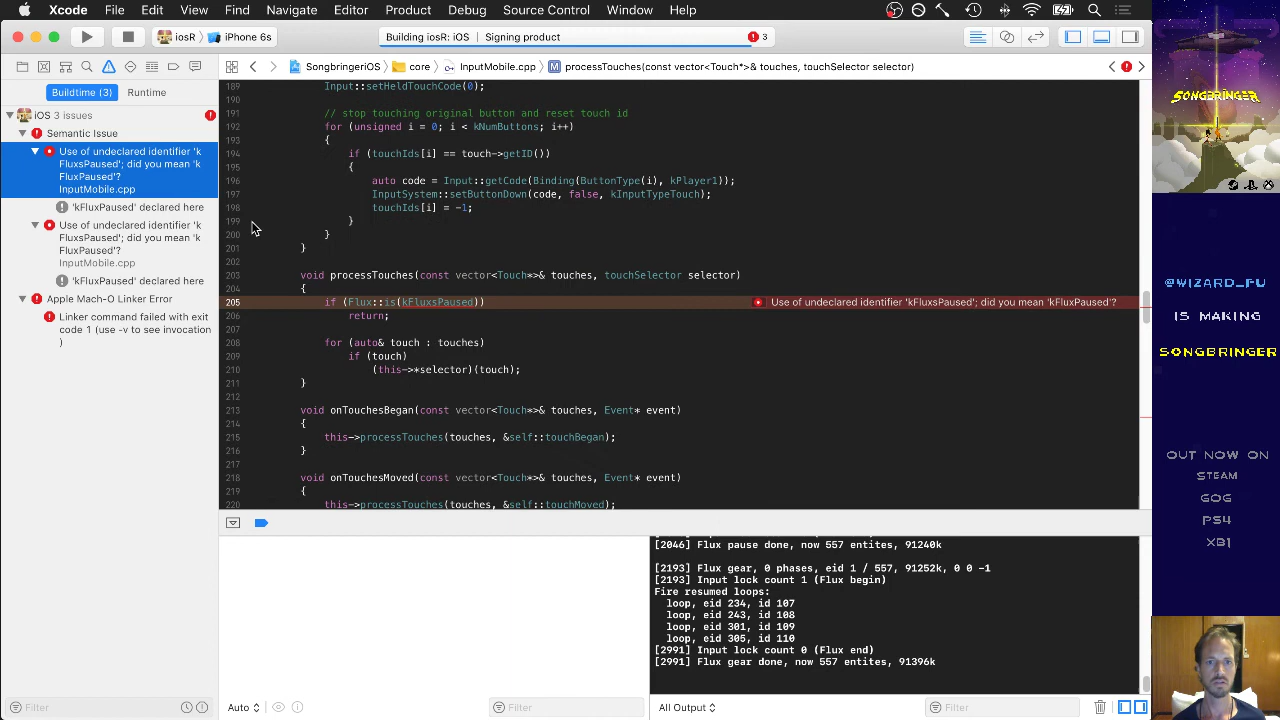 Xcode File Edit View Find Navigate Editor Product Debug Source Control Window Help
iosR iPhone 6s
Building iosR: iOS | Signing product
3
SongbringeriOS core InputMobile.cpp M processTouches(const vector<Touch*>& touches, touchSelector selector)
Buildtime (3) Runtime
iOS 3 issues
Semantic Issue
Use of undeclared identifier 'k
FluxsPaused'; did you mean 'k
FluxPaused'?
InputMobile.cpp
'kFluxPaused' declared here
Use of undeclared identifier 'k
FluxsPaused'; did you mean 'k
FluxPaused'?
InputMobile.cpp
'kFluxPaused' declared here
Apple Mach-O Linker Error
Linker command failed with exit
code 1 (use -v to see invocation
)
189 Input::setHeldTouchCode(0);
190
191 // stop touching original button and reset touch id
192 for (unsigned i = 0; i < kNumButtons; i++)
193 {
194 if (touchIds[i] == touch->getID())
195 {
196 auto code = Input::getCode(Binding(ButtonType(i), kPlayer1));
197 InputSystem::setButtonDown(code, false, kInputTypeTouch);
198 touchIds[i] = -1;
199 }
200 }
201 }
202
203 void processTouches(const vector<Touch*>& touches, touchSelector selector)
204 {
205 if (Flux::is(kFluxsPaused)) Use of undeclared identifier 'kFluxsPaused'; did you mean 'kFluxPaused'?
206 return;
207
208 for (auto& touch : touches)
209 if (touch)
210 (this->*selector)(touch);
211 }
212
213 void onTouchesBegan(const vector<Touch*>& touches, Event* event)
214 {
215 this->processTouches(touches, &self::touchBegan);
216 }
217
218 void onTouchesMoved(const vector<Touch*>& touches, Event* event)
219 {
220 this->processTouches(touches, &self::touchMoved);
[2046] Flux pause done, now 557 entites, 91240k
[2193] Flux gear, 0 phases, eid 1 / 557, 91252k, 0 0 -1
[2193] Input lock count 1 (Flux begin)
Fire resumed loops:
loop, eid 234, id 107
loop, eid 243, id 108
loop, eid 301, id 109
loop, eid 305, id 110
[2991] Input lock count 0 (Flux end)
[2991] Flux gear done, now 557 entites, 91396k
Filter
Auto
Filter
All Output
Filter
SONGBRINGER
@WIZARD_FU
IS MAKING
SONGBRINGER
OUT NOW ON
STEAM
GOG
PS4
XB1